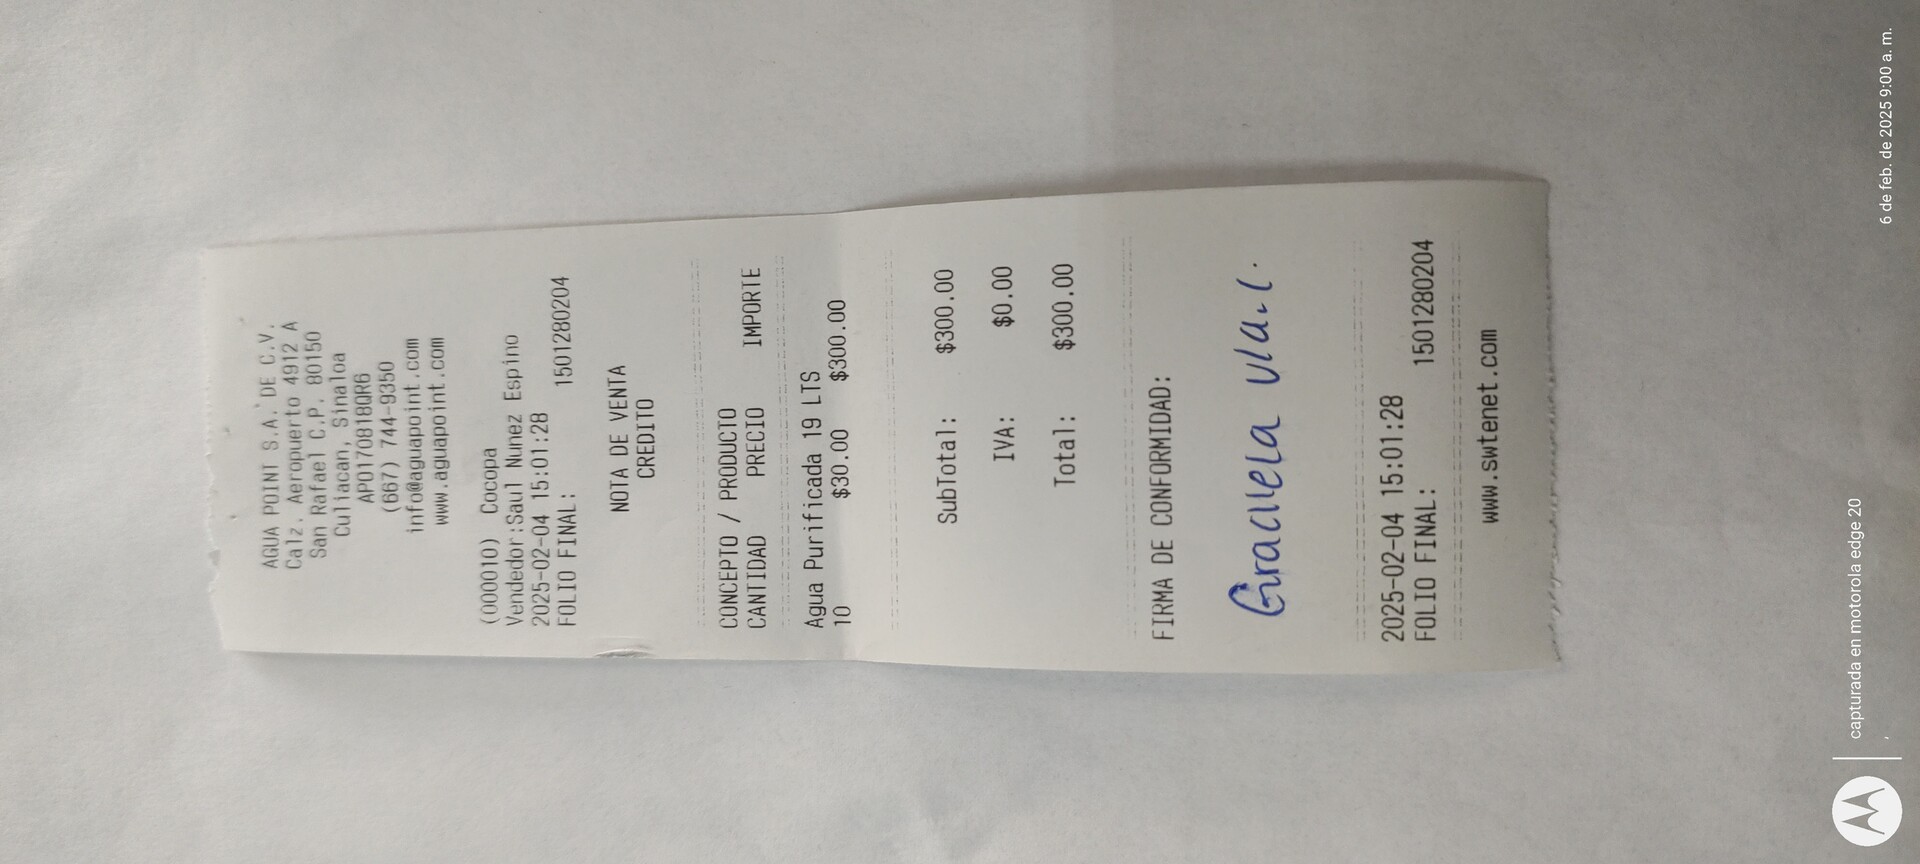 AGUA POINT S.A. DE C.V.
Calz. Aeropuerto 4912 A
San Rafael C.P. 80150
Culiacan, Sinaloa
APO170818QR6
(667) 744-9350
info@aguapoint.com
www.aguapoint.com
(000010) Cocopa
Vendedor:Saul Nunez Espino
2025-02-04 15:01:28
FOLIO FINAL: 1501280204
NOTA DE VENTA
CREDITO
CONCEPTO / PRODUCTO
CANTIDAD PRECIO IMPORTE
Agua Purificada 19 LTS
10 $30.00 $300.00
SubTotal: $300.00
IVA: $0.00
Total: $300.00
FIRMA DE CONFORMIDAD:
Graciela
2025-02-04 15:01:28
FOLIO FINAL: 1501280204
www.swtenet.com
capturada en motorola edge 20
6 de feb. de 2025 9:00 a. m.